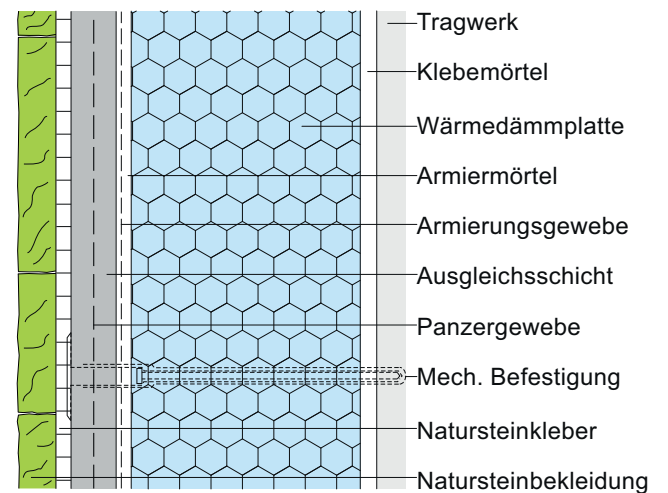 Tragwerk
Klebemörtel
Wärmedämmplatte
Armiermörtel
Armierungsgewebe
Ausgleichsschicht
Panzergewebe
Mech. Befestigung
Natursteinkleber
Natursteinbekleidung